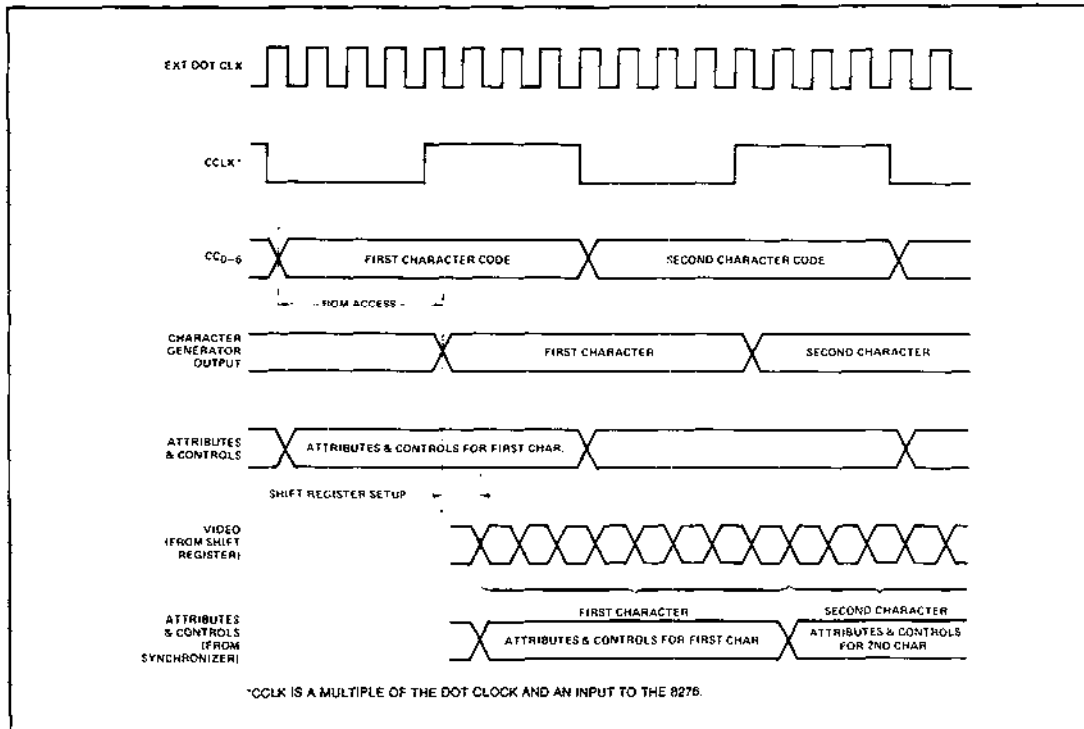 EXT DOT CLK
CCLK*
CC0–6
FIRST CHARACTER CODE
SECOND CHARACTER CODE
ROM ACCESS
CHARACTER
GENERATOR
OUTPUT
FIRST CHARACTER
SECOND CHARACTER
ATTRIBUTES
& CONTROLS
ATTRIBUTES & CONTROLS FOR FIRST CHAR.
SHIFT REGISTER SETUP
VIDEO
(FROM SHIFT
REGISTER)
FIRST CHARACTER
SECOND CHARACTER
ATTRIBUTES
& CONTROLS
(FROM
SYNCHRONIZER)
ATTRIBUTES & CONTROLS FOR FIRST CHAR
ATTRIBUTES & CONTROLS
FOR 2ND CHAR
*CCLK IS A MULTIPLE OF THE DOT CLOCK AND AN INPUT TO THE 8276.